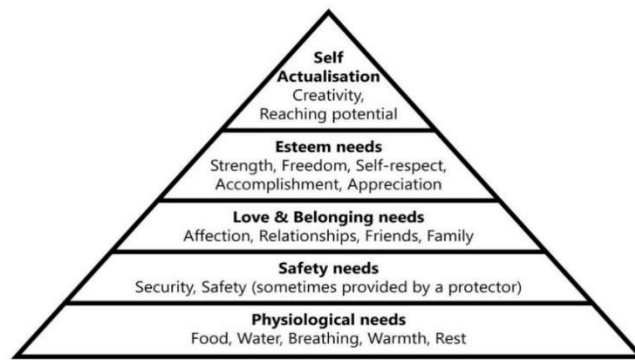 Self
Actualisation
Creativity,
Reaching potential
Esteem needs
Strength, Freedom, Self-respect,
Accomplishment, Appreciation
Love & Belonging needs
Affection, Relationships, Friends, Family
Safety needs
Security, Safety (sometimes provided by a protector)
Physiological needs
Food, Water, Breathing, Warmth, Rest